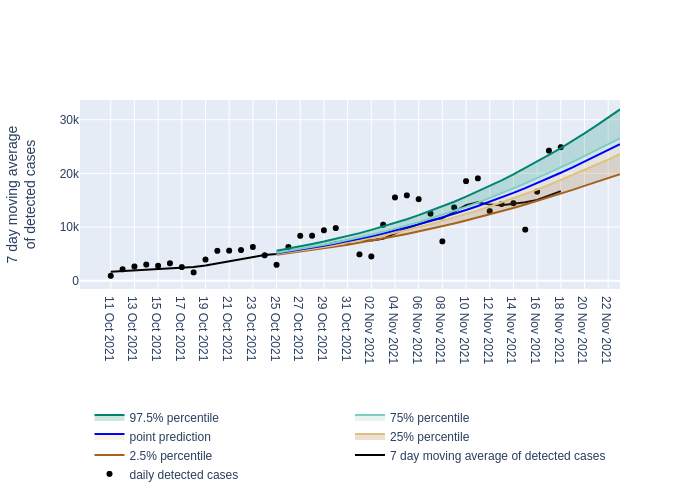 7 day moving average
of detected cases
30k
20k
10k
0
11 Oct 2021
13 Oct 2021
15 Oct 2021
17 Oct 2021
19 Oct 2021
21 Oct 2021
23 Oct 2021
25 Oct 2021
27 Oct 2021
29 Oct 2021
31 Oct 2021
02 Nov 2021
04 Nov 2021
06 Nov 2021
08 Nov 2021
10 Nov 2021
12 Nov 2021
14 Nov 2021
16 Nov 2021
18 Nov 2021
20 Nov 2021
22 Nov 2021
97.5% percentile
75% percentile
point prediction
25% percentile
2.5% percentile
7 day moving average of detected cases
daily detected cases